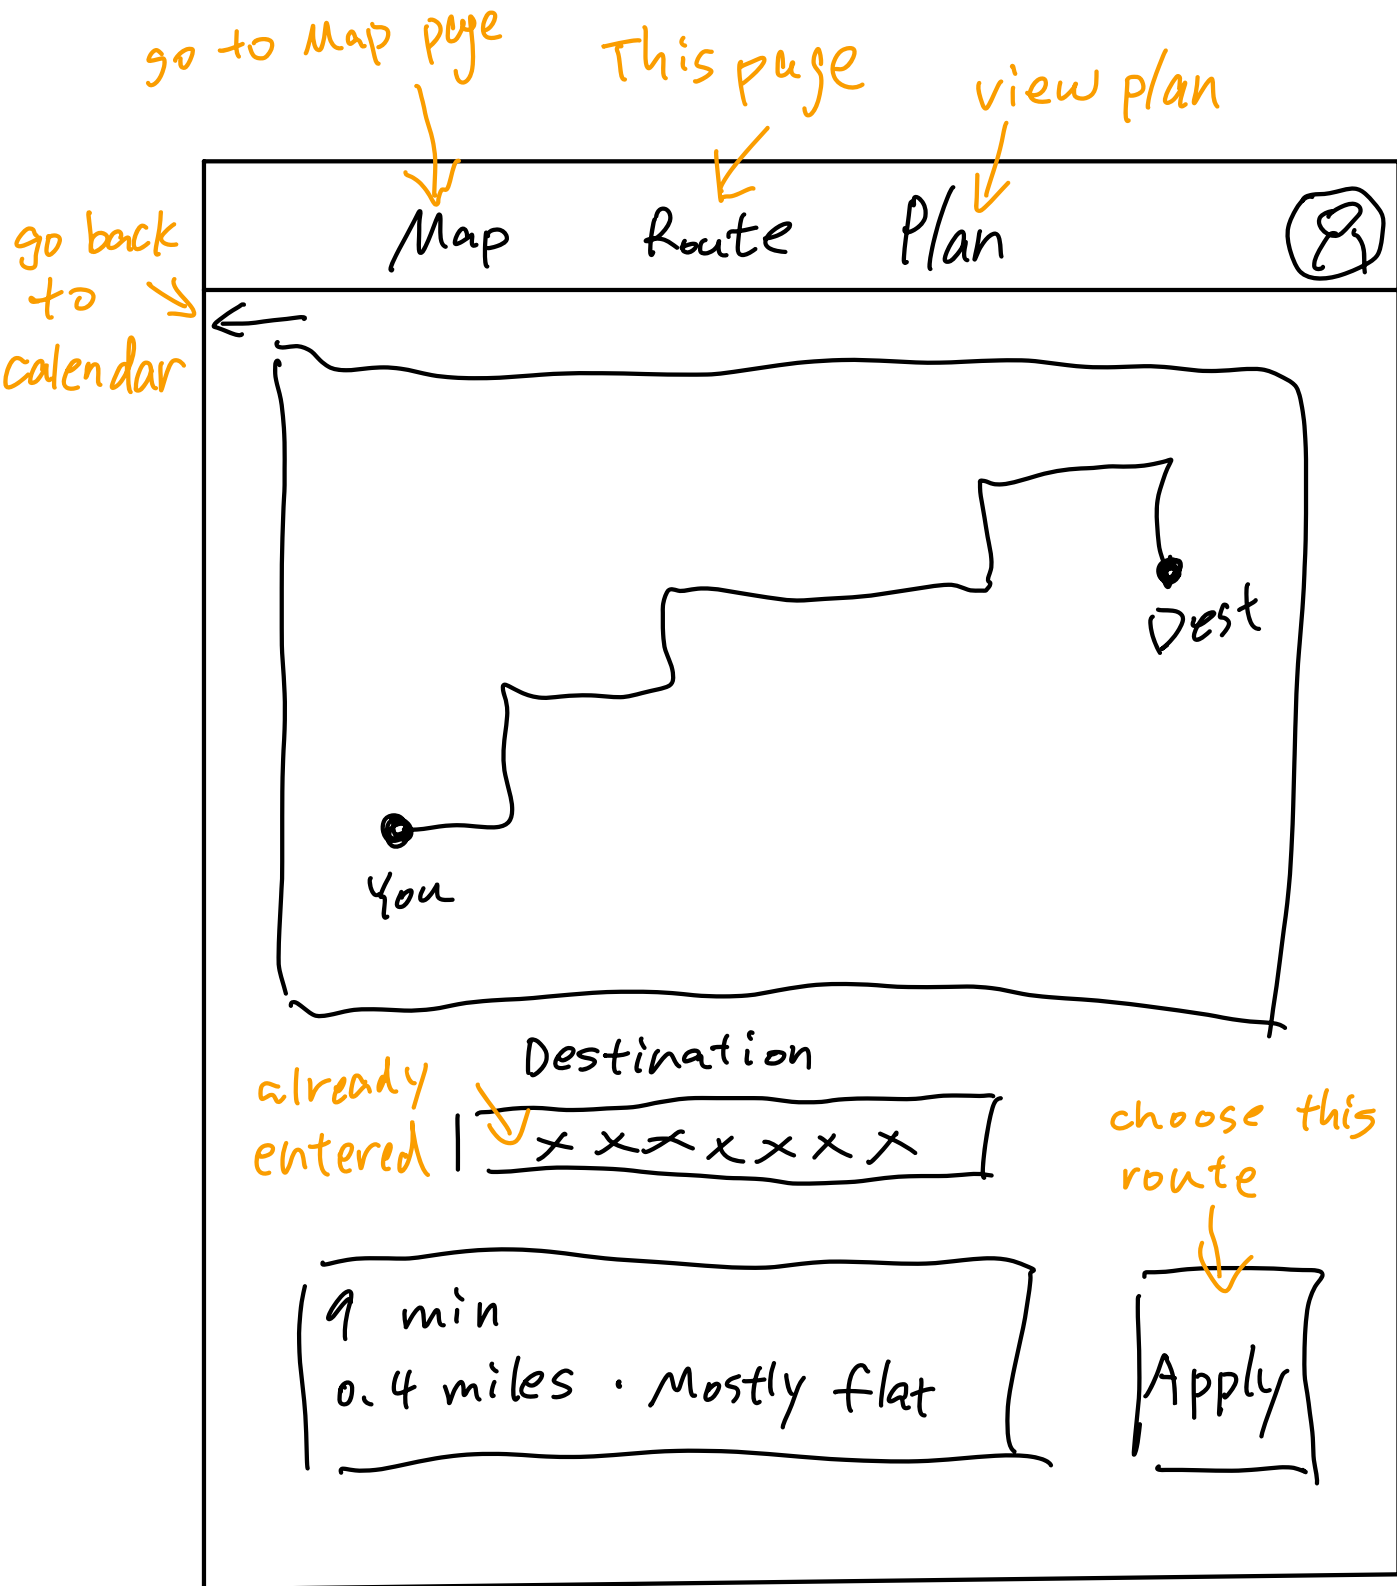 go to Map page
This page
view plan
Map Route Plan
go back
to
calendar
Dest
You
Destination
already
entered
xxxxxxx
choose this
route
9 min
0.4 miles · Mostly flat
Apply